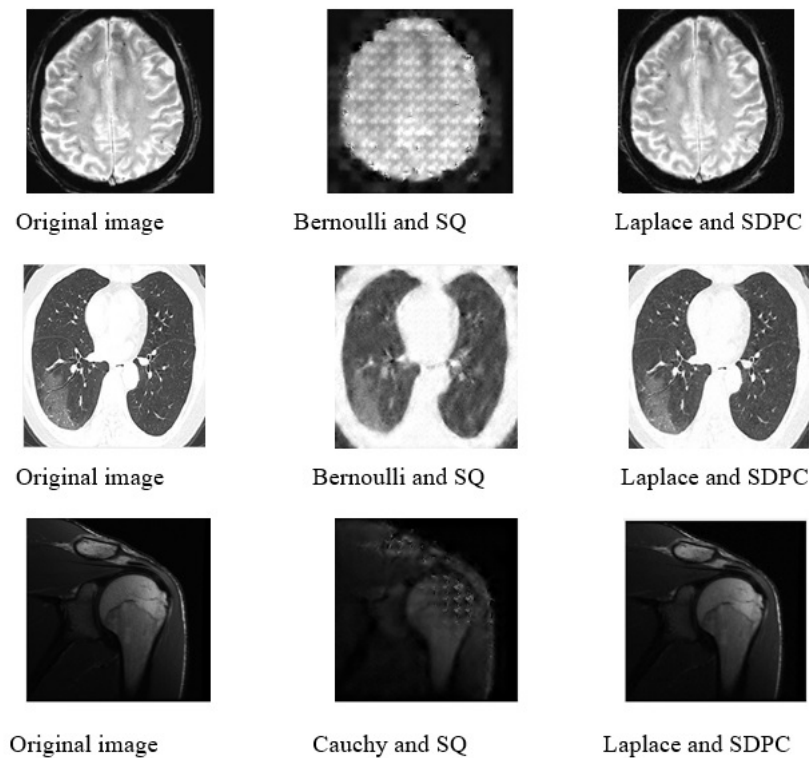 Original image Bernoulli and SQ Laplace and SDPC
Original image Bernoulli and SQ Laplace and SDPC
Original image Cauchy and SQ Laplace and SDPC